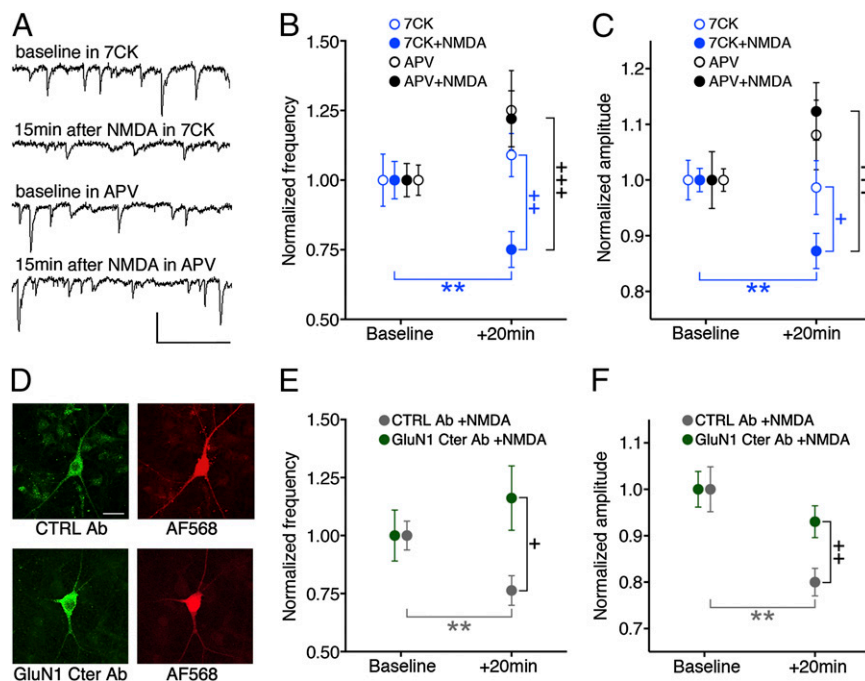 A
baseline in 7CK
15min after NMDA in 7CK
baseline in APV
15min after NMDA in APV
B
7CK
7CK+NMDA
APV
APV+NMDA
Normalized frequency
1.50
1.25
1.00
0.75
0.50
++
+++
**
Baseline
+20min
C
7CK
7CK+NMDA
APV
APV+NMDA
Normalized amplitude
1.2
1.1
1.0
0.9
0.8
+
**
Baseline
+20min
D
CTRL Ab
AF568
GluN1 Cter Ab
AF568
E
CTRL Ab +NMDA
GluN1 Cter Ab +NMDA
Normalized frequency
1.50
1.25
1.00
0.75
0.50
+
**
Baseline
+20min
F
CTRL Ab +NMDA
GluN1 Cter Ab +NMDA
Normalized amplitude
1.1
1.0
0.9
0.8
0.7
++
**
Baseline
+20min